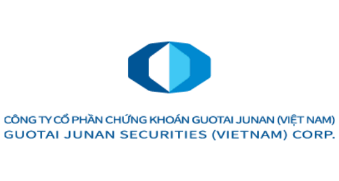 CÔNG TY CỔ PHẦN CHỨNG KHOÁN GUOTAI JUNAN (VIỆT NAM)
GUOTAI JUNAN SECURITIES (VIETNAM) CORP.